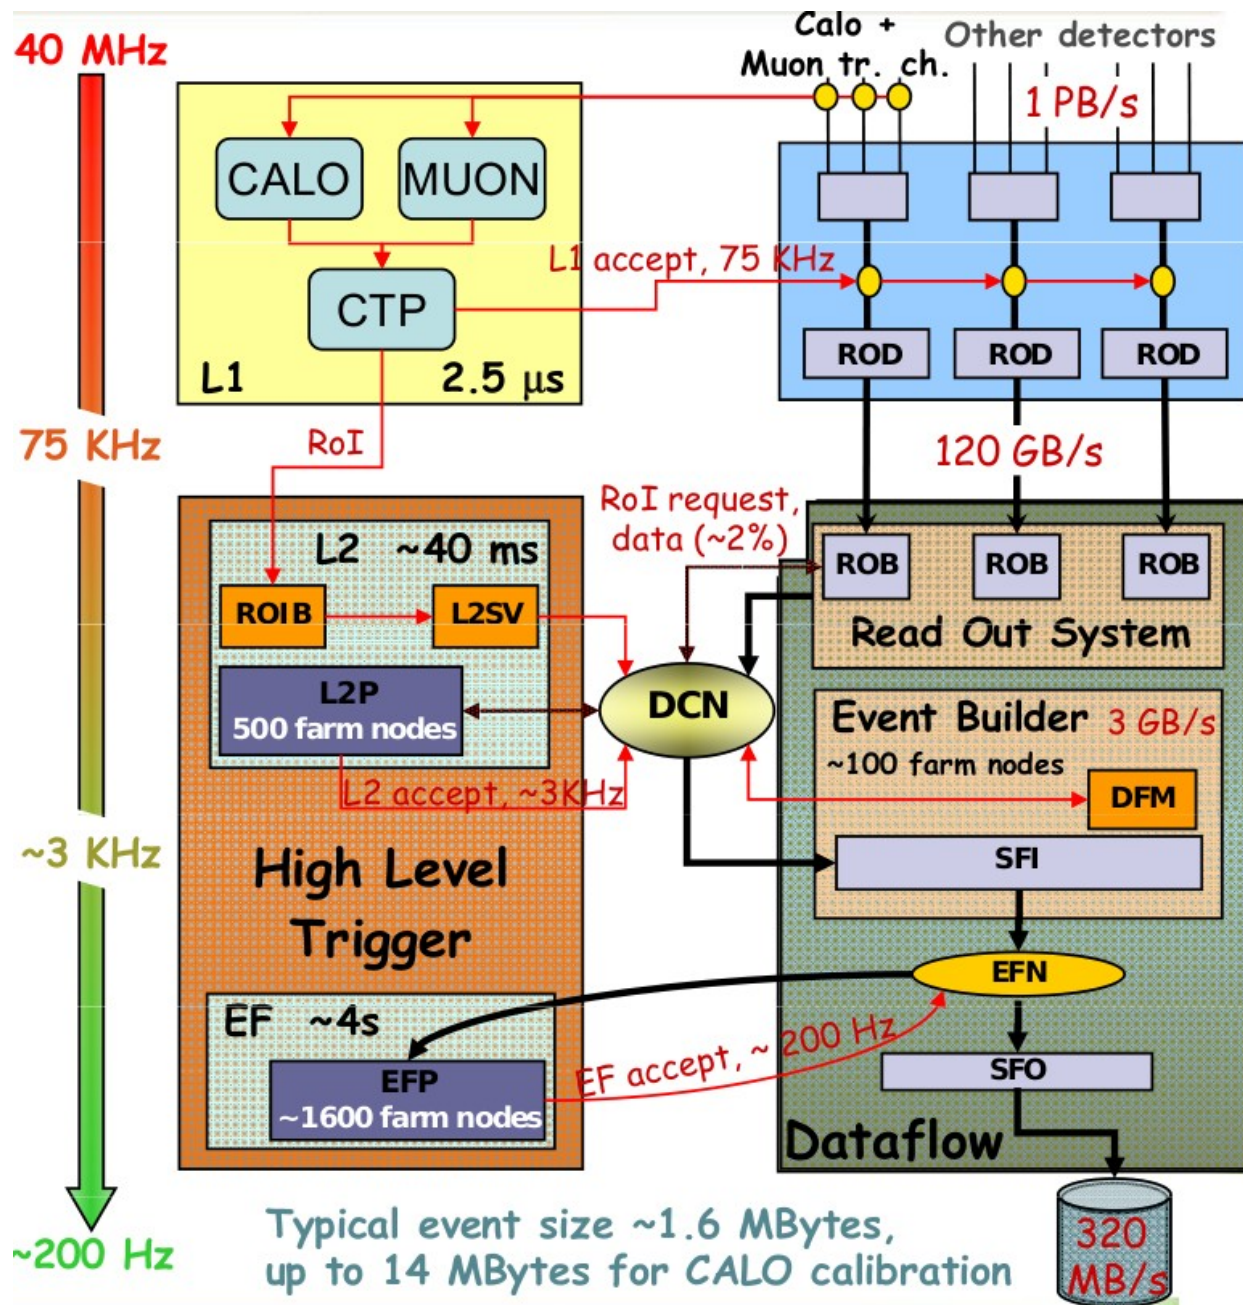 40 MHz
Calo +
Muon tr. ch.
Other detectors
1 PB/s
CALO
MUON
CTP
L1
2.5 µs
L1 accept, 75 KHz
ROD
ROD
ROD
75 KHz
RoI
120 GB/s
L2 ~40 ms
ROIB
L2SV
L2P
500 farm nodes
L2 accept, ~3KHz
RoI request,
data (~2%)
DCN
ROB
ROB
ROB
Read Out System
Event Builder
3 GB/s
~100 farm nodes
DFM
SFI
~3 KHz
High Level
Trigger
EFN
EF ~4s
EFP
~1600 farm nodes
EF accept, ~ 200 Hz
SFO
Dataflow
~200 Hz
Typical event size ~1.6 MBytes,
up to 14 MBytes for CALO calibration
320
MB/s